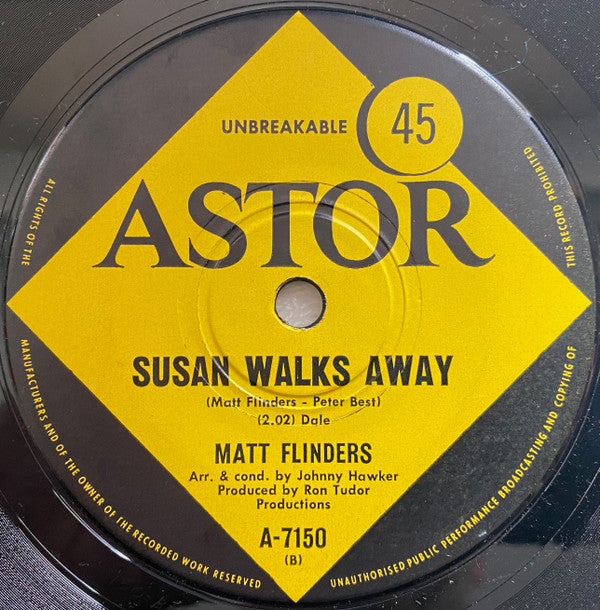 UNBREAKABLE
45
ASTOR
SUSAN WALKS AWAY
(Matt Flinders - Peter Best)
(2.02) Dale
MATT FLINDERS
Arr. & cond. by Johnny Hawker
Produced by Ron Tudor
Productions
A-7150
(B)
ALL RIGHTS OF THE
MANUFACTURERS AND OF THE OWNER OF THE RECORDED WORK RESERVED
UNAUTHORISED PUBLIC PERFORMANCE BROADCASTING AND COPYING OF
THIS RECORD PROHIBITED